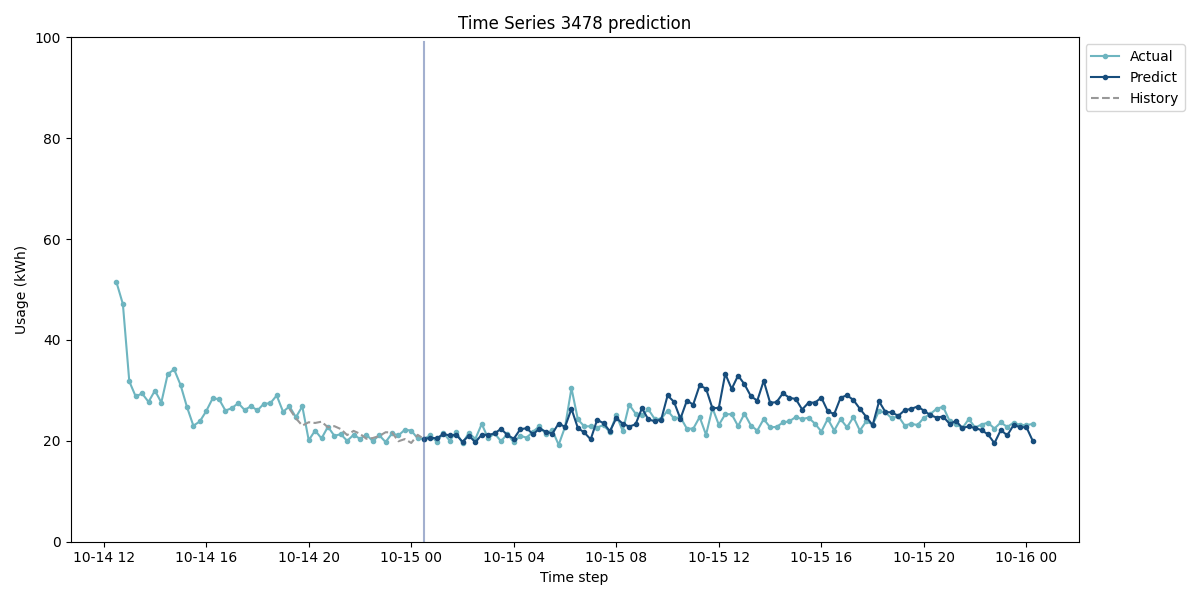 Time Series 3478 prediction
Actual
Predict
History
Usage (kWh)
100
80
60
40
20
0
10-14 12 10-14 16 10-14 20 10-15 00 10-15 04 10-15 08 10-15 12 10-15 16 10-15 20 10-16 00
Time step